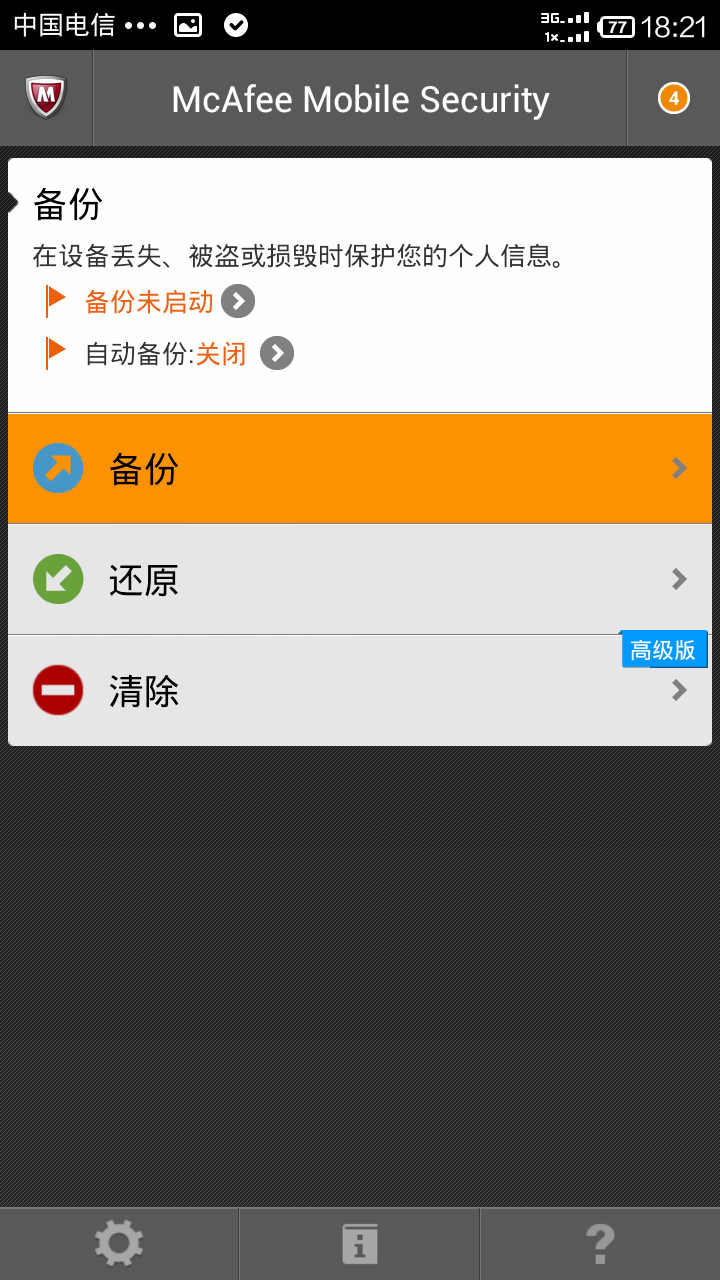 中国电信 ••• 3G 1x 77 18:21
McAfee Mobile Security 4
备份
在设备丢失、被盗或损毁时保护您的个人信息。
备份未启动
自动备份:关闭
备份
还原
高级版
清除